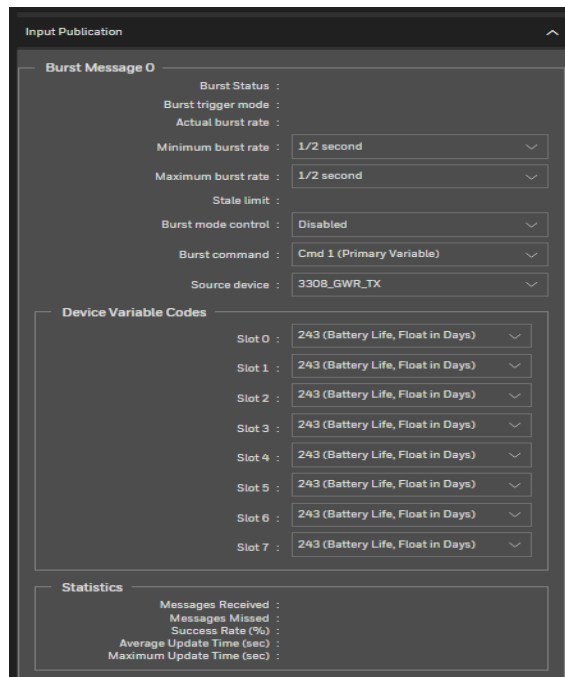 Input Publication
Burst Message 0
Burst Status :
Burst trigger mode :
Actual burst rate :
Minimum burst rate : 1/2 second
Maximum burst rate : 1/2 second
Stale limit :
Burst mode control : Disabled
Burst command : Cmd 1 (Primary Variable)
Source device : 3308_GWR_TX
Device Variable Codes
Slot 0 : 243 (Battery Life, Float in Days)
Slot 1 : 243 (Battery Life, Float in Days)
Slot 2 : 243 (Battery Life, Float in Days)
Slot 3 : 243 (Battery Life, Float in Days)
Slot 4 : 243 (Battery Life, Float in Days)
Slot 5 : 243 (Battery Life, Float in Days)
Slot 6 : 243 (Battery Life, Float in Days)
Slot 7 : 243 (Battery Life, Float in Days)
Statistics
Messages Received :
Messages Missed :
Success Rate (%) :
Average Update Time (sec) :
Maximum Update Time (sec) :